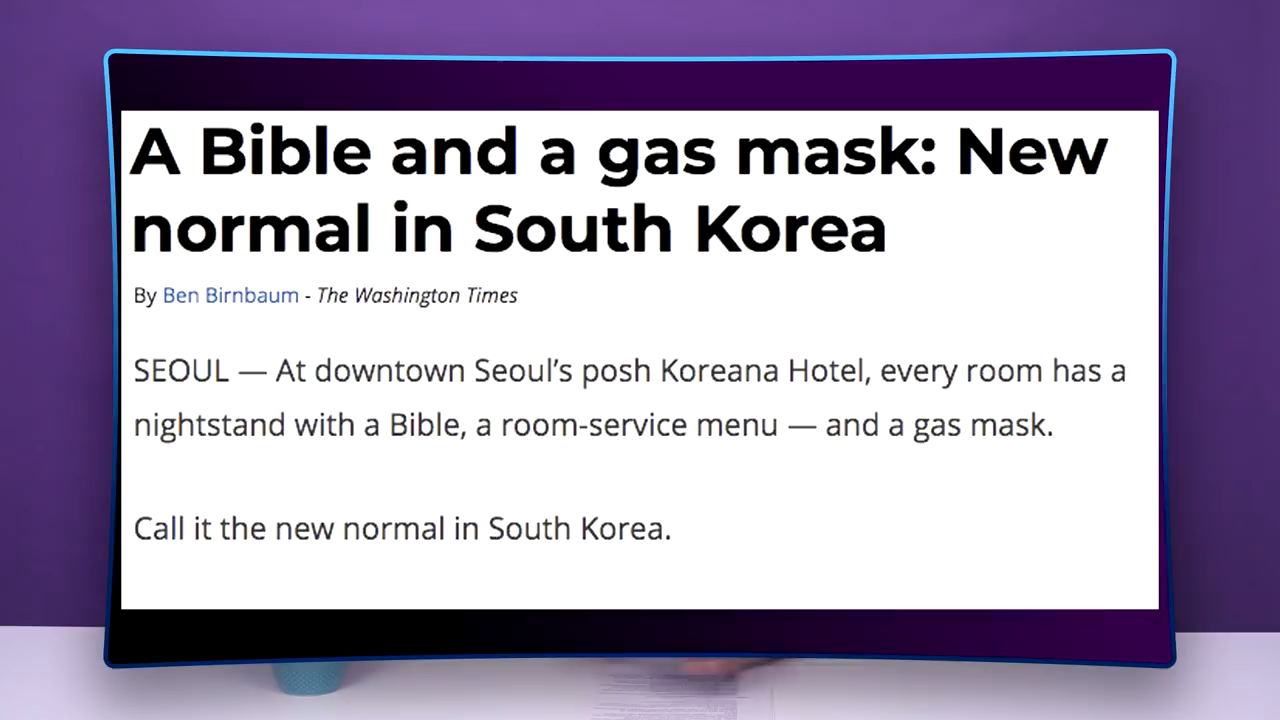 A Bible and a gas mask: New
normal in South Korea
By Ben Birnbaum - The Washington Times
SEOUL — At downtown Seoul’s posh Koreana Hotel, every room has a
nightstand with a Bible, a room-service menu — and a gas mask.
Call it the new normal in South Korea.